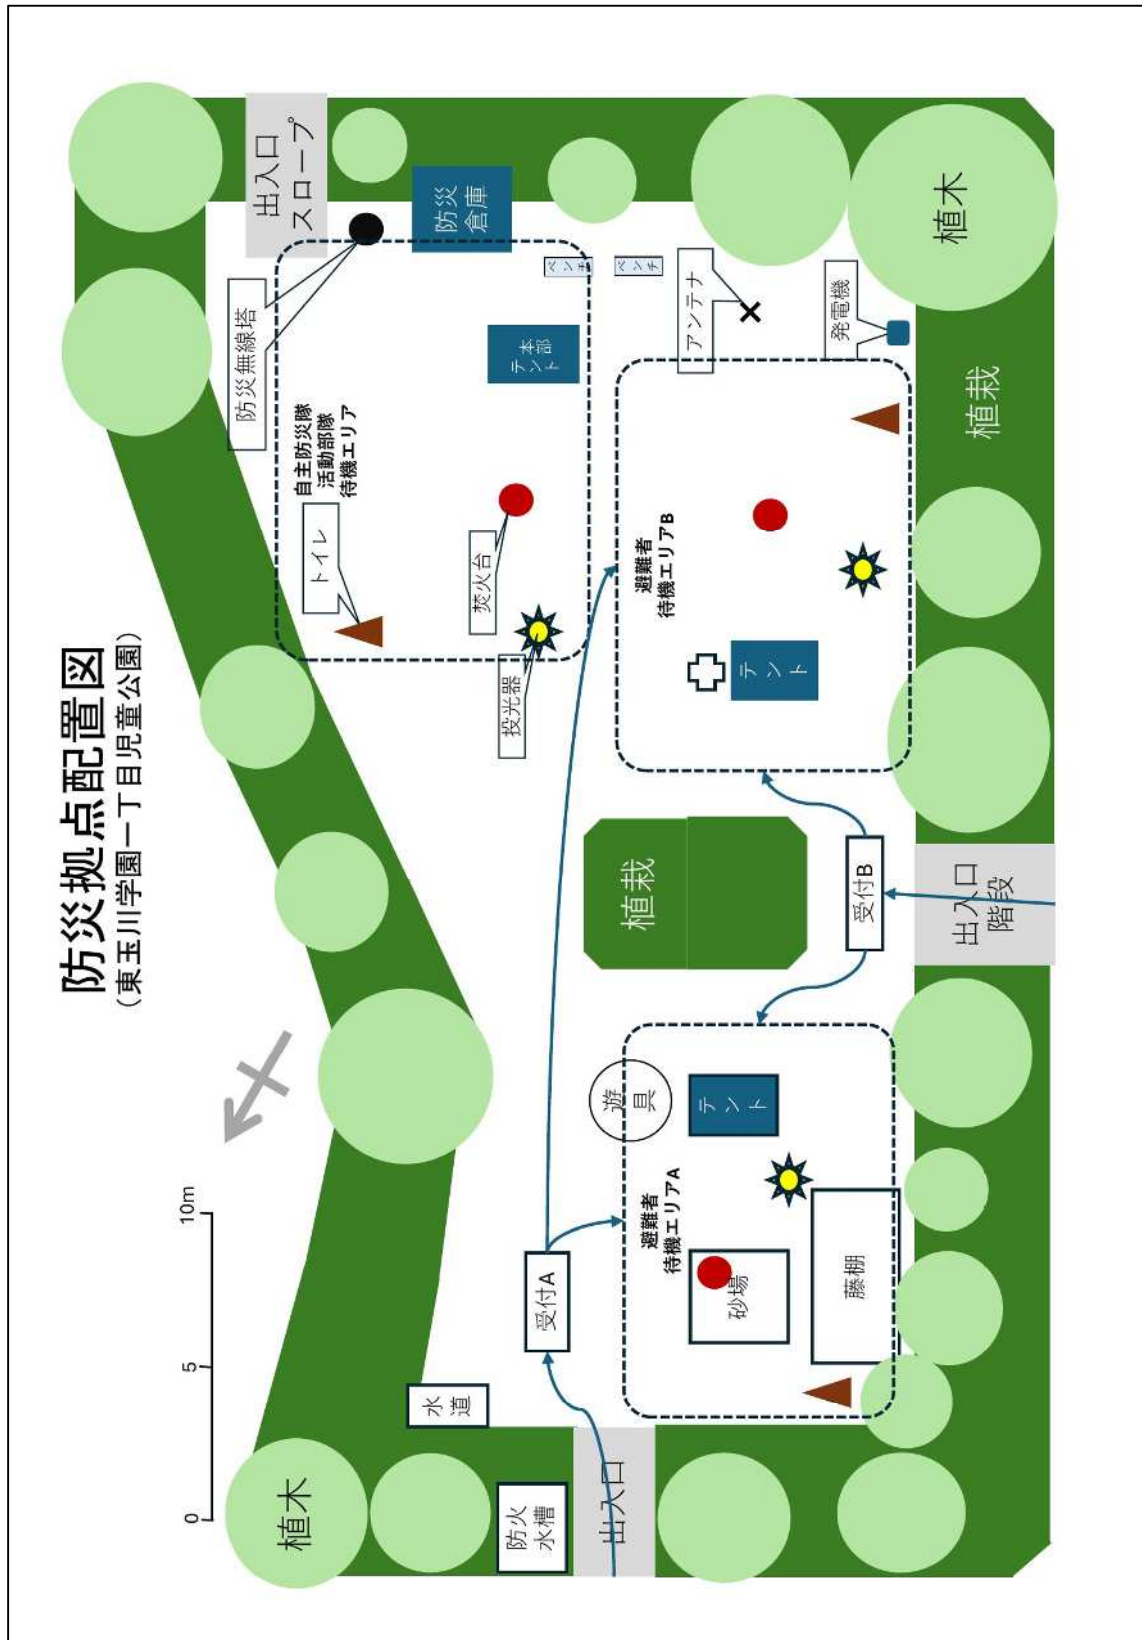 防災拠点配置図
（東玉川学園一丁目児童公園）
0
5
10m
植木
防火
水槽
出入口
水
道
受付A
避難者
待機エリアA
遊
具
テント
砂場
藤棚
植栽
受付B
出入口
階段
避難者
待機エリアB
テント
アンテナ
発電機
植栽
植木
自主防災隊
活動部隊
待機エリア
トイレ
焚火台
投光器
本部
テント
ベンチ
ベンチ
防災無線塔
防災
倉庫
出入口
スロープ